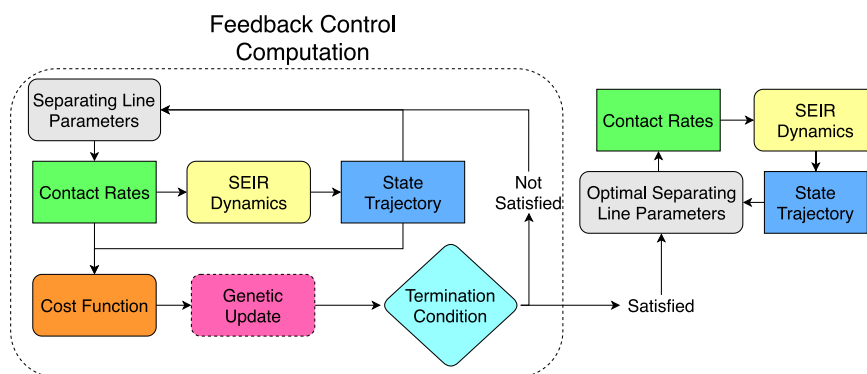 Feedback Control
Computation
Separating Line
Parameters
Contact Rates
SEIR
Dynamics
State
Trajectory
Not
Satisfied
Cost Function
Genetic
Update
Termination
Condition
Satisfied
Contact Rates
SEIR
Dynamics
Optimal Separating
Line Parameters
State
Trajectory